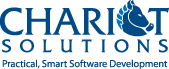 CHARIOT
SOLUTIONS
Practical, Smart Software Development